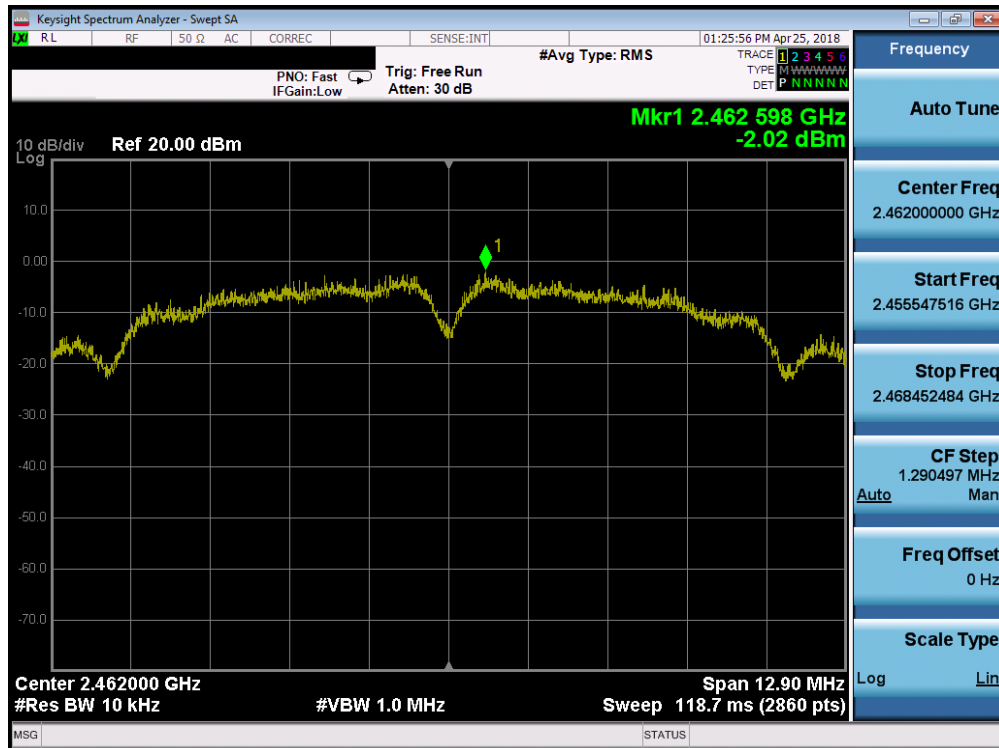 Keysight Spectrum Analyzer - Swept SA
LXI RL RF 50 Ω AC CORREC SENSE:INT 01:25:56 PM Apr 25, 2018
PNO: Fast
IFGain:Low
Trig: Free Run
Atten: 30 dB
#Avg Type: RMS
TRACE 1 2 3 4 5 6
TYPE M WWWWW
DET P N N N N N
Mkr1 2.462 598 GHz
-2.02 dBm
10 dB/div
Log
Ref 20.00 dBm
1
10.0
0.00
-10.0
-20.0
-30.0
-40.0
-50.0
-60.0
-70.0
Center 2.462000 GHz
Span 12.90 MHz
#Res BW 10 kHz
#VBW 1.0 MHz
Sweep 118.7 ms (2860 pts)
MSG
STATUS
Frequency
Auto Tune
Center Freq
2.462000000 GHz
Start Freq
2.455547516 GHz
Stop Freq
2.468452484 GHz
CF Step
1.290497 MHz
Auto Man
Freq Offset
0 Hz
Scale Type
Log Lin